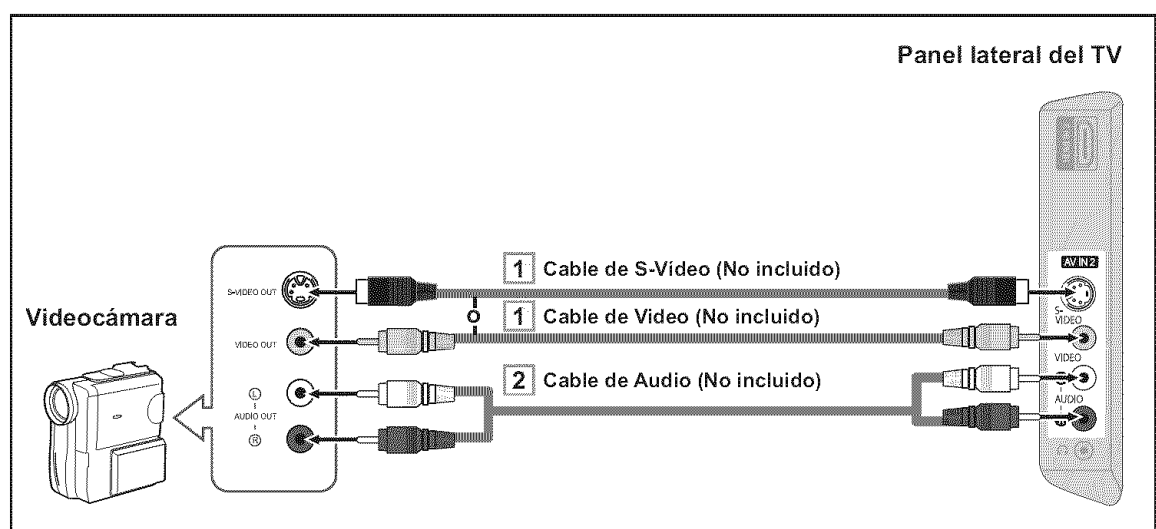 Panel lateral del TV
1 Cable de S-Vídeo (No incluido)
AV IN 2
S-VIDEO OUT
S-
VIDEO
Videocámara
O
1 Cable de Video (No incluido)
VIDEO OUT
VIDEO
2 Cable de Audio (No incluido)
L
AUDIO OUT
R
AUDIO